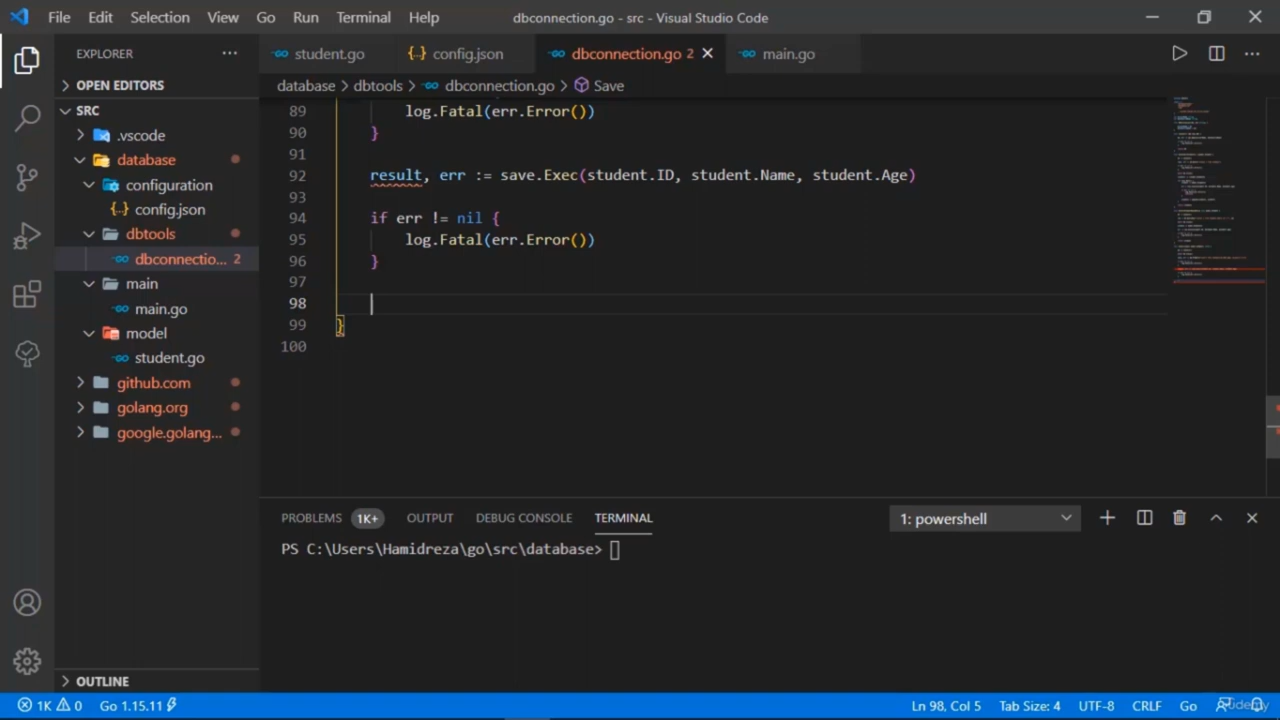 File Edit Selection View Go Run Terminal Help dbconnection.go - src - Visual Studio Code
EXPLORER ··· student.go {..} config.json dbconnection.go 2 main.go ···
OPEN EDITORS database > dbtools > dbconnection.go > Save
SRC
.vscode
database
configuration
{..} config.json
dbtools
dbconnectio... 2
main
main.go
model
student.go
github.com
golang.org
google.golang...
OUTLINE
89 log.Fatal(err.Error())
90 }
91
92 result, err := save.Exec(student.ID, student.Name, student.Age)
93
94 if err != nil {
95 log.Fatal(err.Error())
96 }
97
98
99 }
100
PROBLEMS 1K+ OUTPUT DEBUG CONSOLE TERMINAL 1: powershell
PS C:\Users\Hamidreza\go\src\database>
1K 0 Go 1.15.11 Ln 98, Col 5 Tab Size: 4 UTF-8 CRLF Go